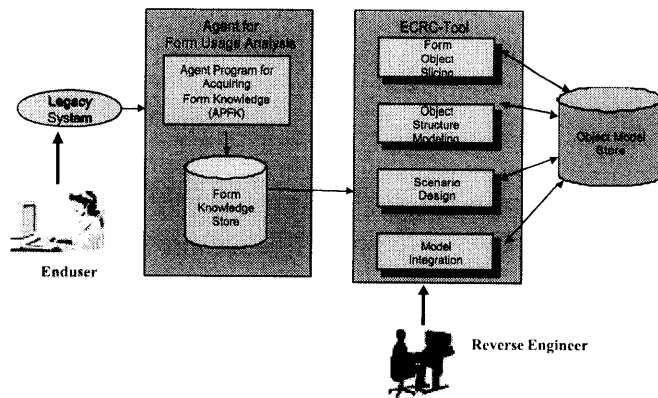 Agent for
Form Usage Analysis
Agent Program for
Acquiring
Form Knowledge
(APFK)
Form
Knowledge
Store
Legacy
System
Enduser
ECRC-Tool
Form
Object
Slicing
Object
Structure
Modeling
Scenario
Design
Model
Integration
Object Model
Store
Reverse Engineer